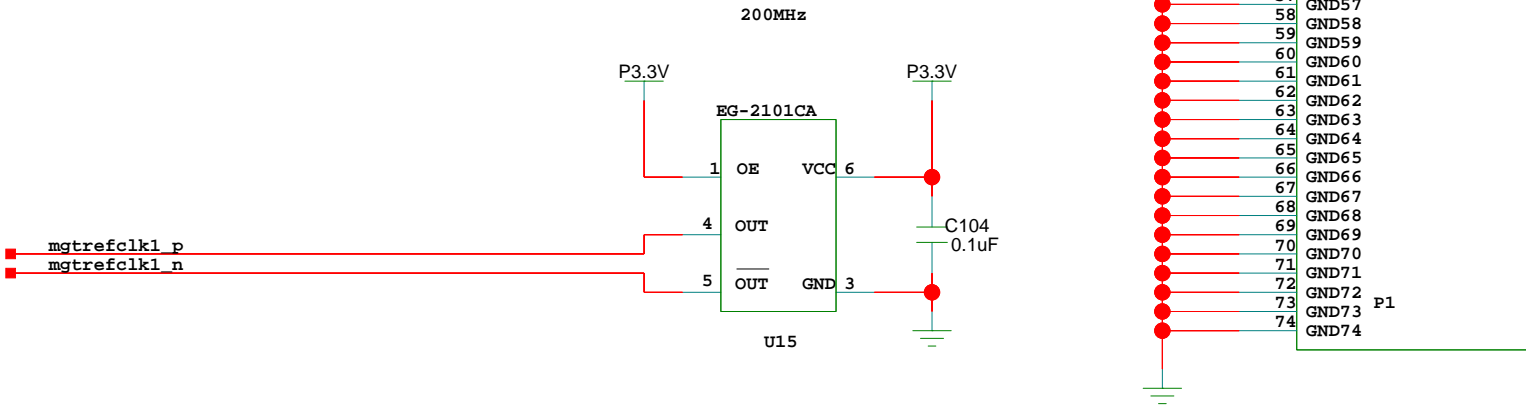 200MHz
P3.3V
P3.3V
EG-2101CA
1 OE VCC 6
4 OUT
mgtrefclk1_p
mgtrefclk1_n
5 OUT GND 3
C104
0.1uF
U15
GND57
58 GND58
59 GND59
60 GND60
61 GND61
62 GND62
63 GND63
64 GND64
65 GND65
66 GND66
67 GND67
68 GND68
69 GND69
70 GND70
71 GND71
72 GND72
73 GND73 P1
74 GND74